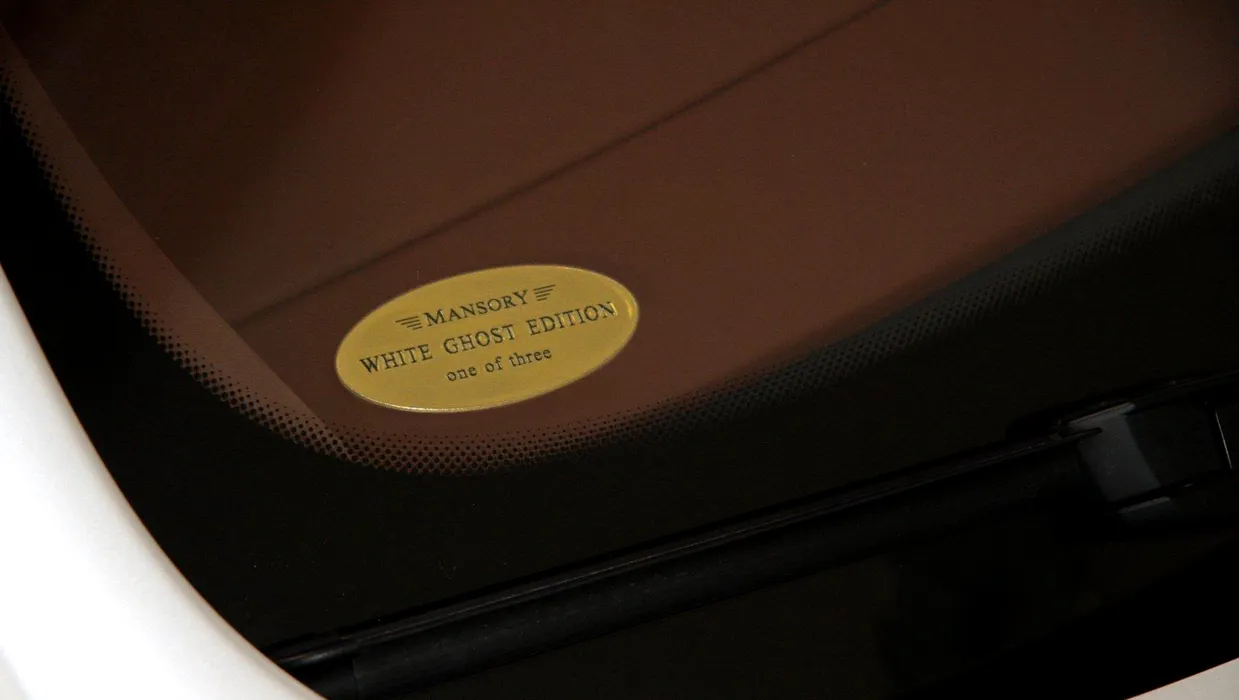 MANSORY
WHITE GHOST EDITION
one of three